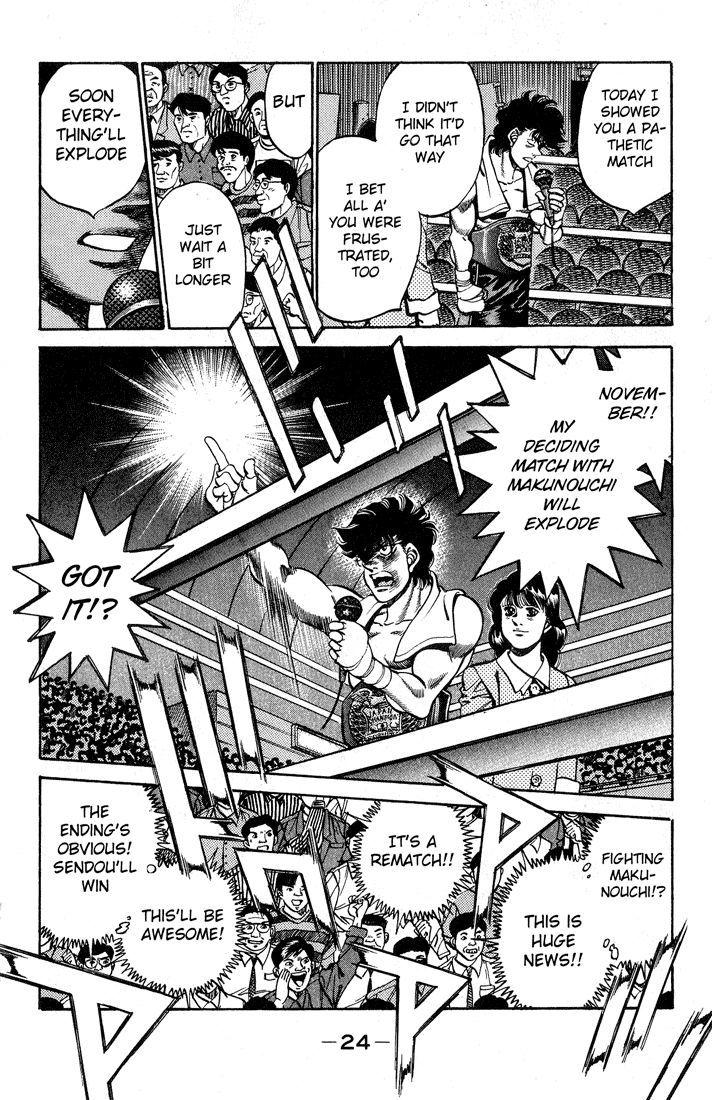 TODAY I
SHOWED
YOU A PA-
THETIC
MATCH
I DIDN'T
THINK IT'D
GO THAT
WAY
I BET
ALL A'
YOU WERE
FRUS-
TRATED,
TOO
BUT
JUST
WAIT A
BIT
LONGER
SOON
EVERY-
THING'LL
EXPLODE
NOVEM-
BER!!
MY
DECIDING
MATCH WITH
MAKUNOUCHI
WILL
EXPLODE
GOT
IT!?
JAPAN
FIGHTING
MAKU-
NOUCHI!?
THIS IS
HUGE
NEWS!!
IT'S A
REMATCH!!
THE
ENDING'S
OBVIOUS!
SENDOU'LL
WIN
THIS'LL BE
AWESOME!
—24—